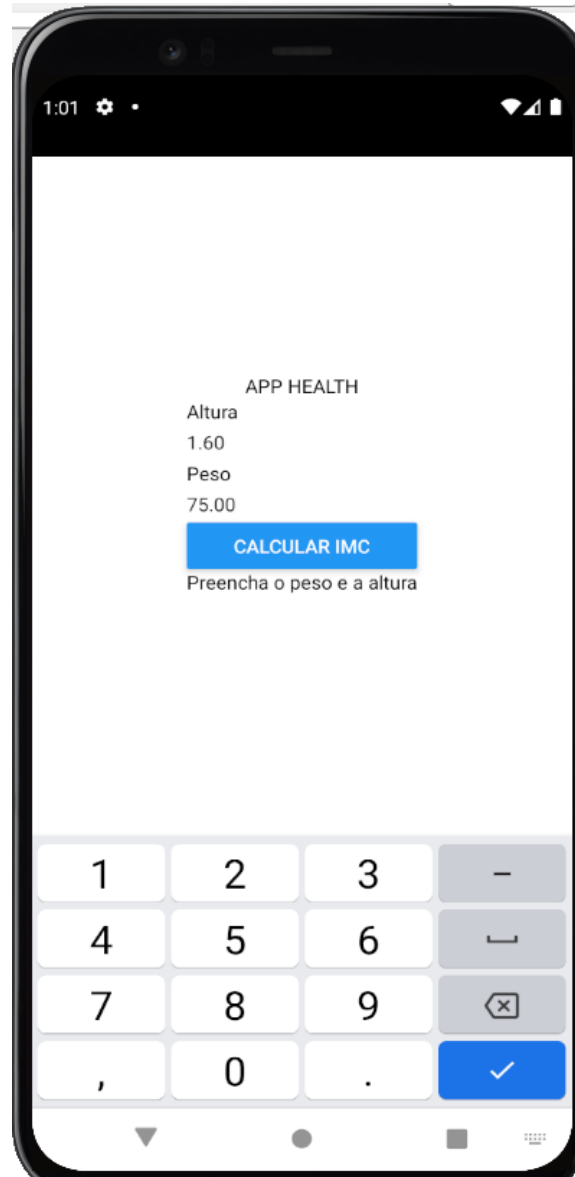 1:01
APP HEALTH
Altura
1.60
Peso
75.00
CALCULAR IMC
Preencha o peso e a altura
1 2 3 –
4 5 6
7 8 9
, 0 .